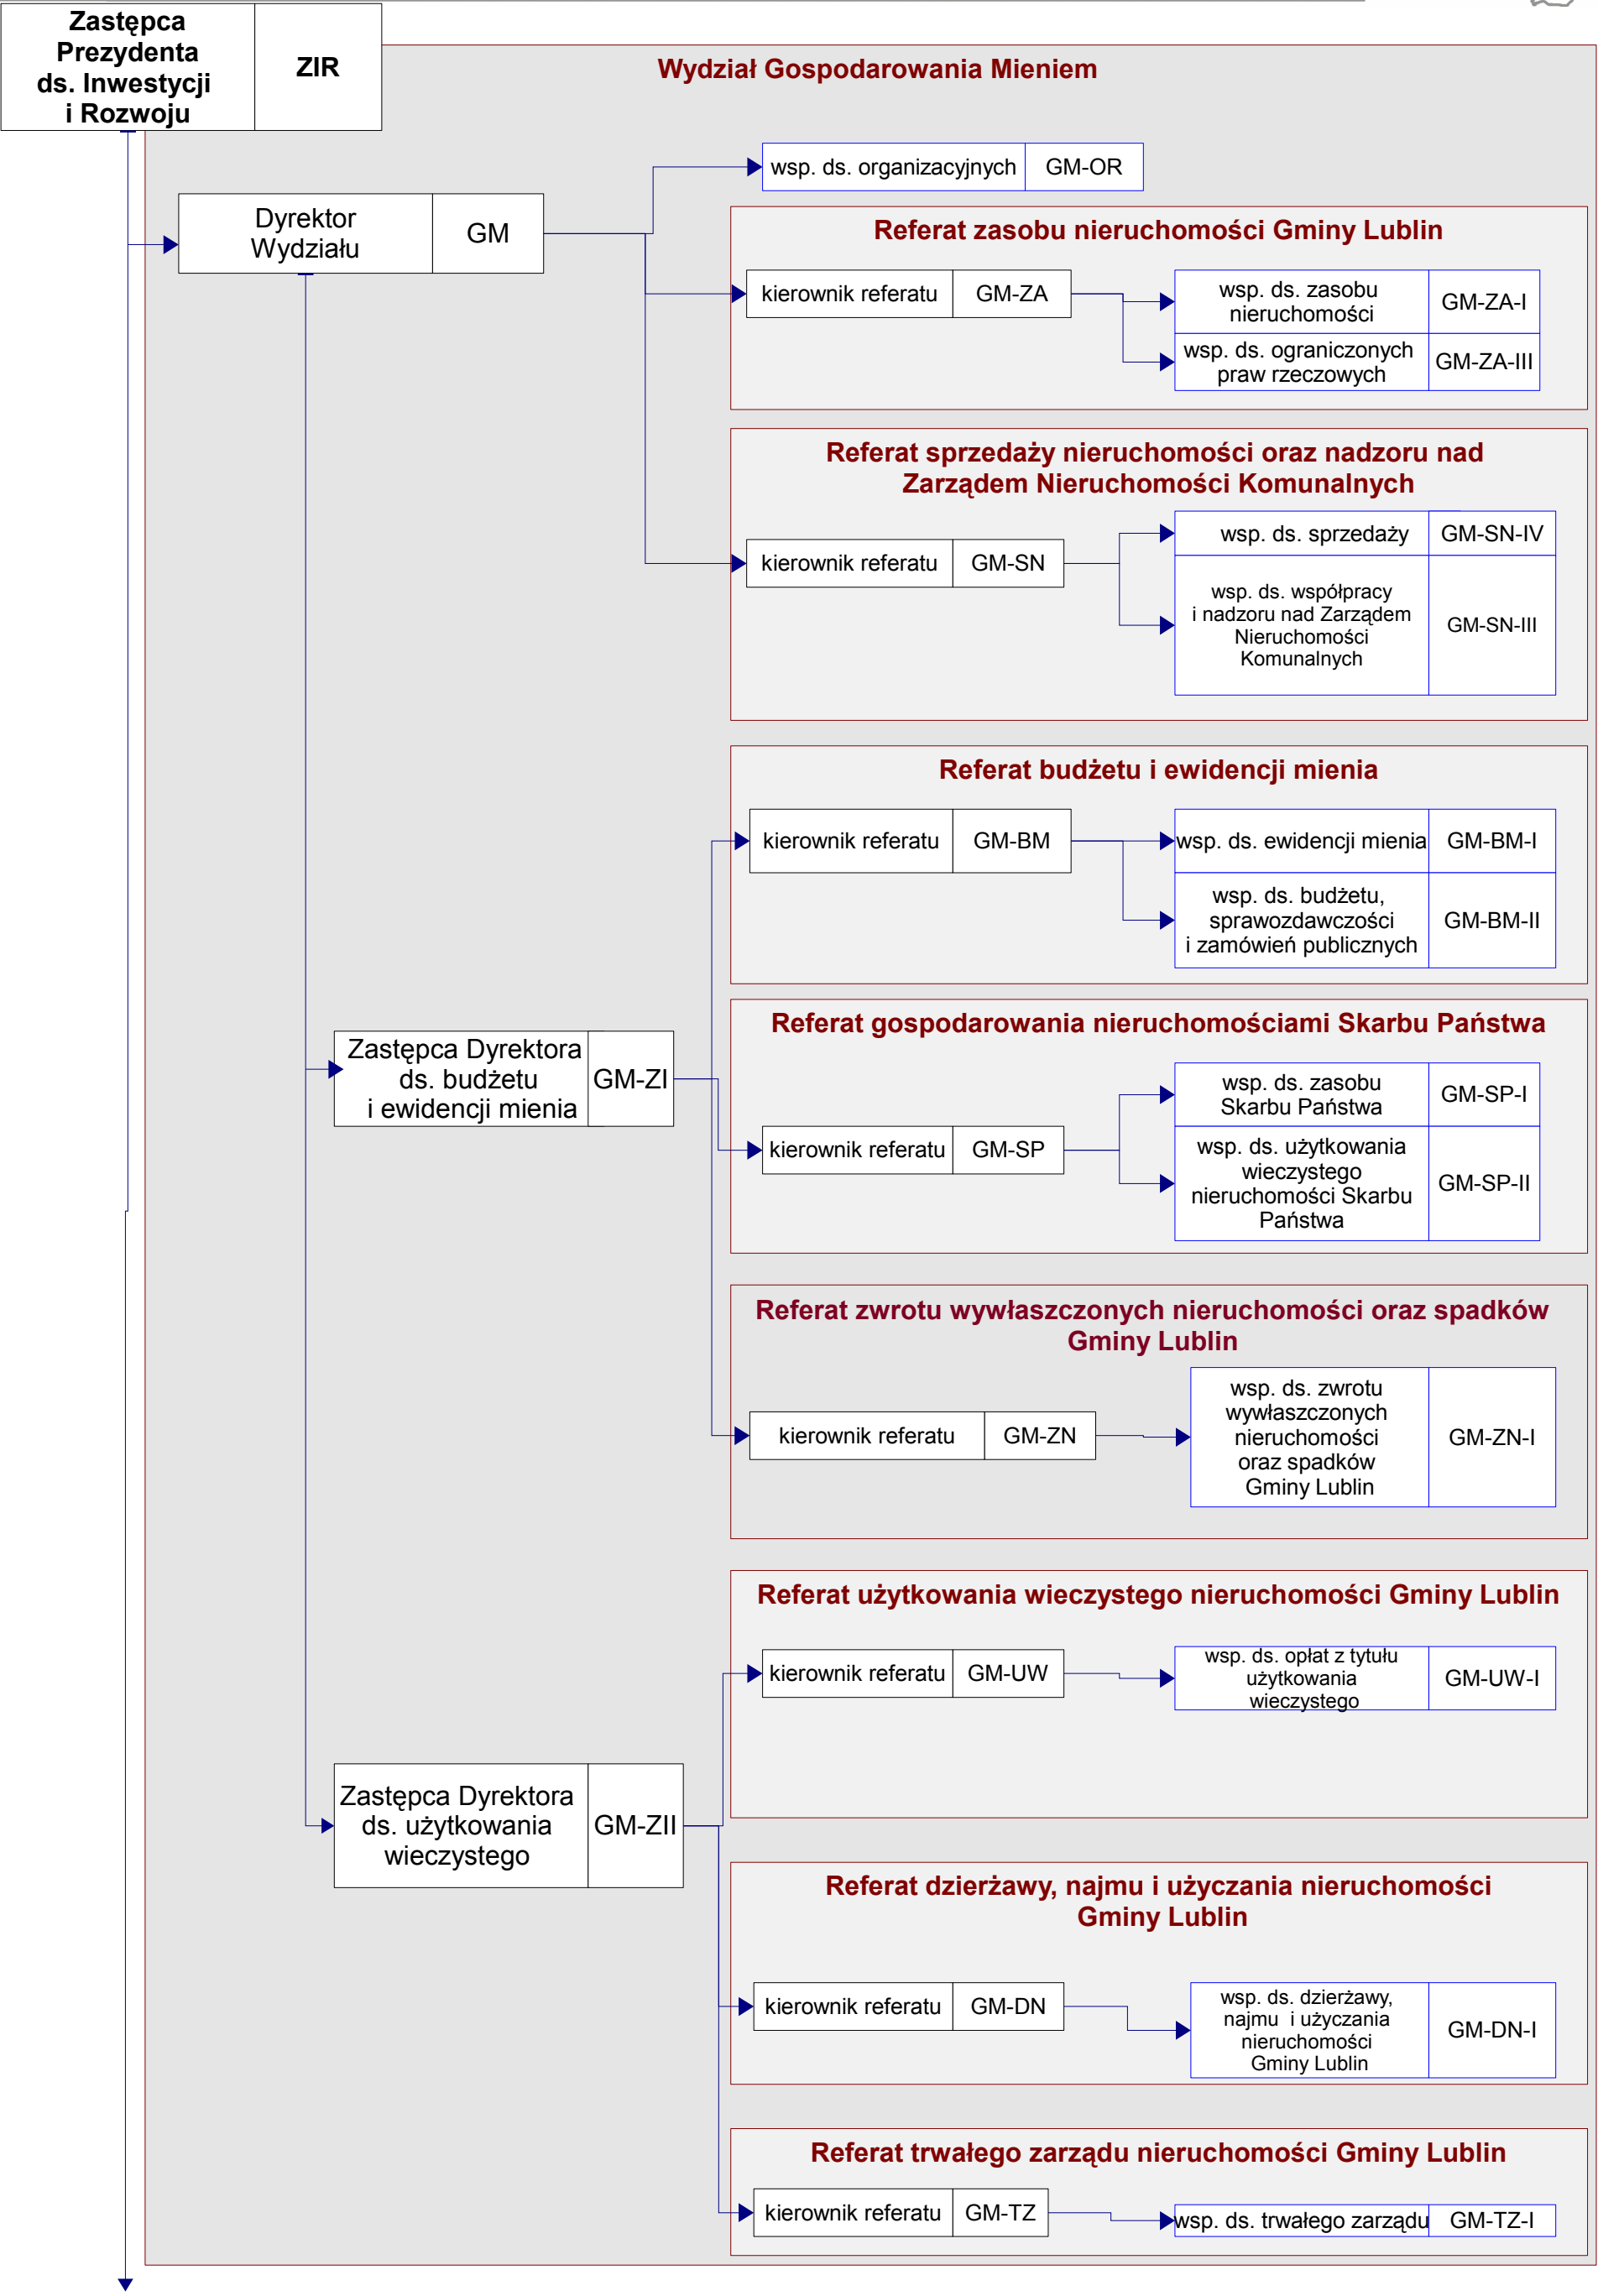 Zastępca
Prezydenta
ds. Inwestycji
i Rozwoju
ZIR
Wydział Gospodarowania Mieniem
wsp. ds. organizacyjnych
GM-OR
Dyrektor
Wydziału
GM
Referat zasobu nieruchomości Gminy Lublin
kierownik referatu
GM-ZA
wsp. ds. zasobu
nieruchomości
GM-ZA-I
wsp. ds. ograniczonych
praw rzeczowych
GM-ZA-III
Referat sprzedaży nieruchomości oraz nadzoru nad
Zarządem Nieruchomości Komunalnych
kierownik referatu
GM-SN
wsp. ds. sprzedaży
GM-SN-IV
wsp. ds. współpracy
i nadzoru nad Zarządem
Nieruchomości
Komunalnych
GM-SN-III
Referat budżetu i ewidencji mienia
kierownik referatu
GM-BM
wsp. ds. ewidencji mienia
GM-BM-I
wsp. ds. budżetu,
sprawozdawczości
i zamówień publicznych
GM-BM-II
Zastępca Dyrektora
ds. budżetu
i ewidencji mienia
GM-ZI
Referat gospodarowania nieruchomościami Skarbu Państwa
kierownik referatu
GM-SP
wsp. ds. zasobu
Skarbu Państwa
GM-SP-I
wsp. ds. użytkowania
wieczystego
nieruchomości Skarbu
Państwa
GM-SP-II
Referat zwrotu wywłaszczonych nieruchomości oraz spadków
Gminy Lublin
kierownik referatu
GM-ZN
wsp. ds. zwrotu
wywłaszczonych
nieruchomości
oraz spadków
Gminy Lublin
GM-ZN-I
Referat użytkowania wieczystego nieruchomości Gminy Lublin
kierownik referatu
GM-UW
wsp. ds. opłat z tytułu
użytkowania
wieczystego
GM-UW-I
Zastępca Dyrektora
ds. użytkowania
wieczystego
GM-ZII
Referat dzierżawy, najmu i użyczania nieruchomości
Gminy Lublin
kierownik referatu
GM-DN
wsp. ds. dzierżawy,
najmu i użyczania
nieruchomości
Gminy Lublin
GM-DN-I
Referat trwałego zarządu nieruchomości Gminy Lublin
kierownik referatu
GM-TZ
wsp. ds. trwałego zarządu
GM-TZ-I